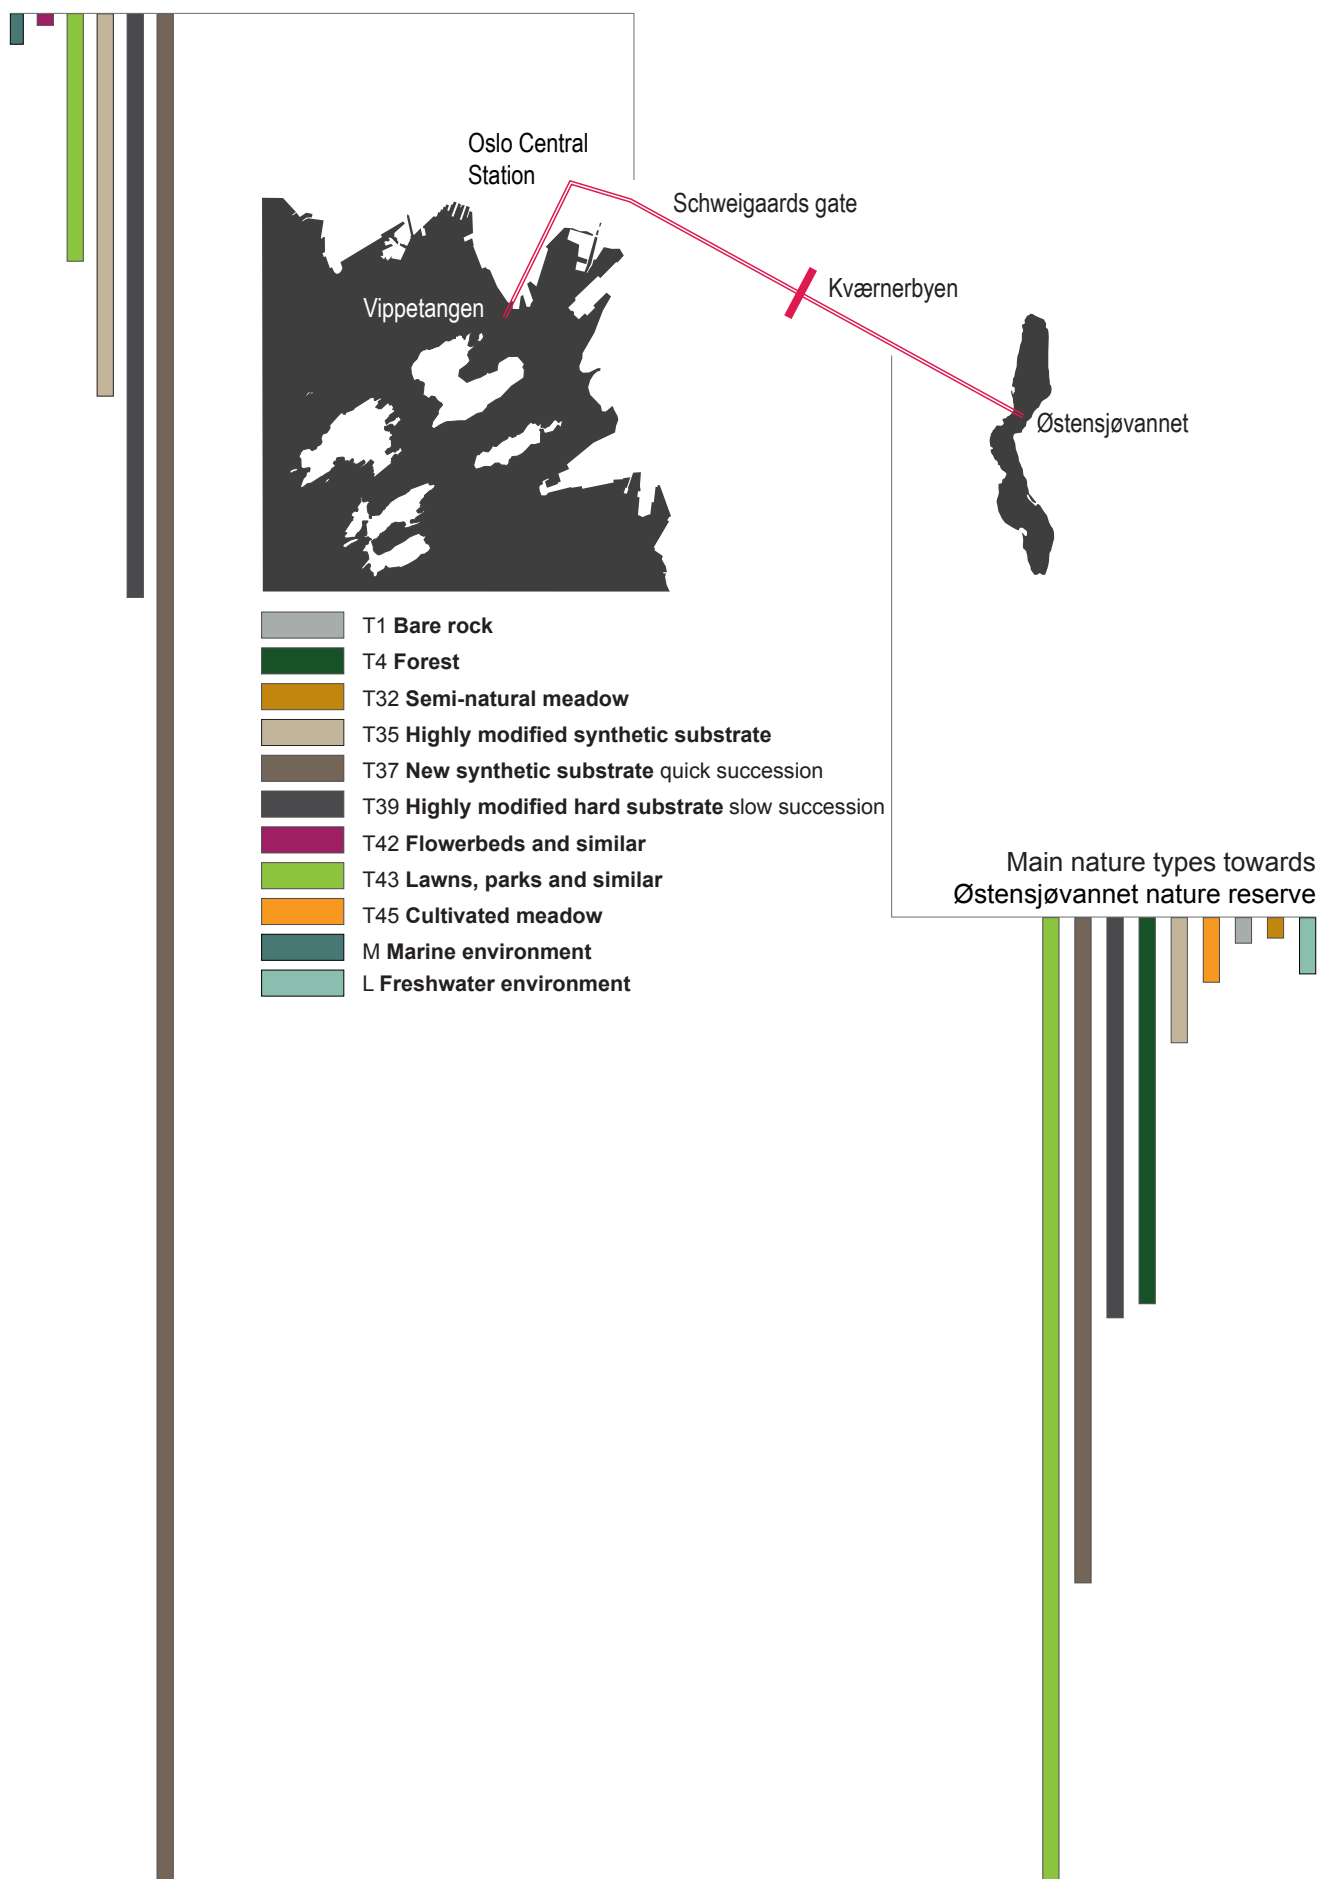 Oslo Central
Station
Schweigaards gate
Kværnerbyen
Vippetangen
Østensjøvannet
T1 Bare rock
T4 Forest
T32 Semi-natural meadow
T35 Highly modified synthetic substrate
T37 New synthetic substrate quick succession
T39 Highly modified hard substrate slow succession
T42 Flowerbeds and similar
T43 Lawns, parks and similar
T45 Cultivated meadow
M Marine environment
L Freshwater environment
Main nature types towards
Østensjøvannet nature reserve